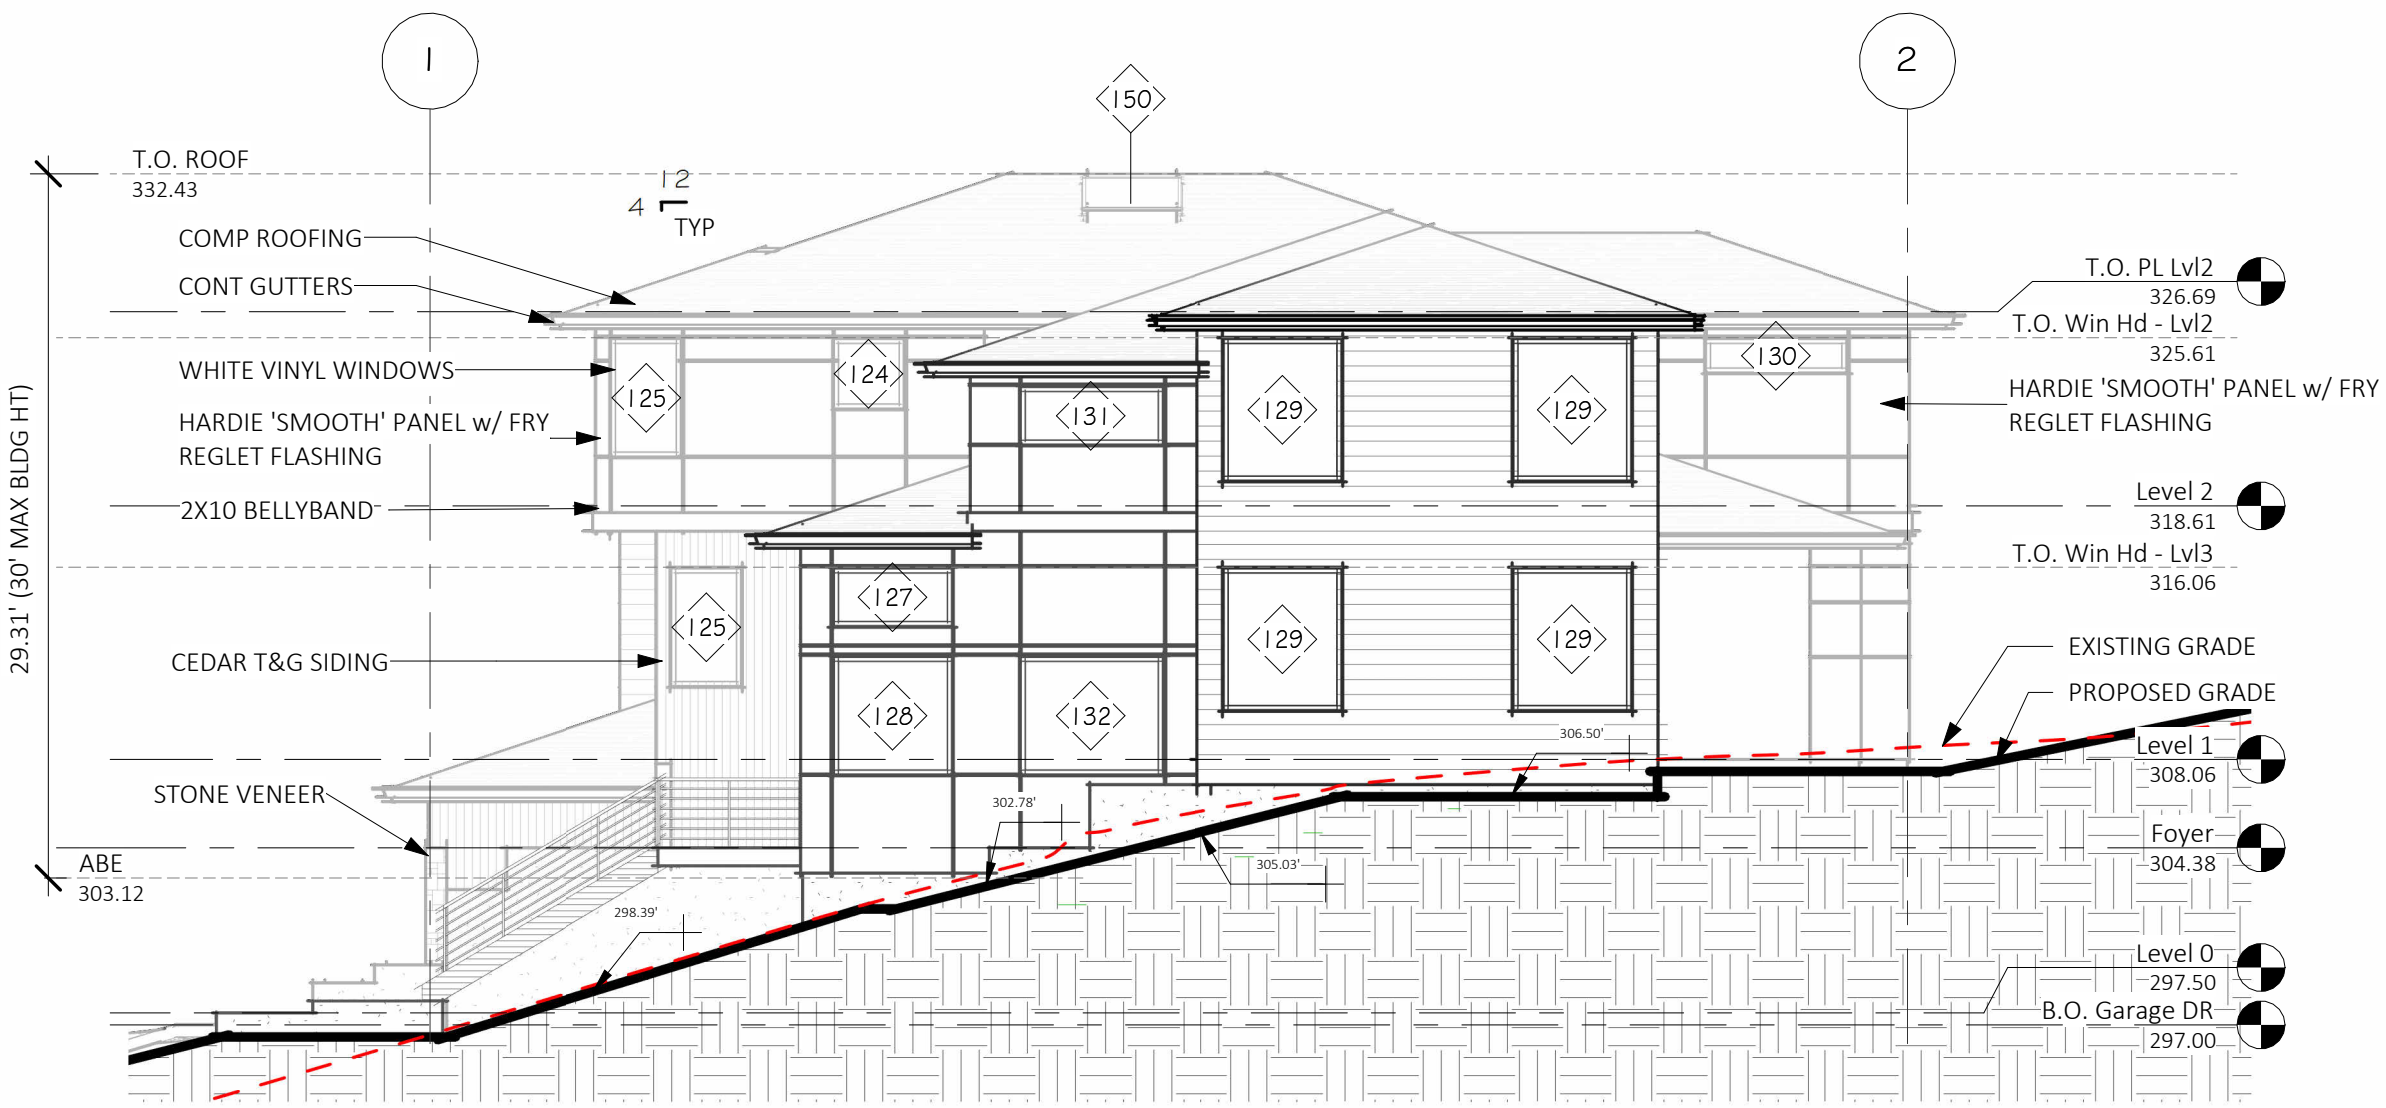 1
2
150
T.O. ROOF
332.43
12
4
TYP
COMP ROOFING
CONT GUTTERS
T.O. PL Lvl2
326.69
T.O. Win Hd - Lvl2
325.61
WHITE VINYL WINDOWS
125
124
131
129
129
130
HARDIE 'SMOOTH' PANEL w/ FRY
REGLET FLASHING
HARDIE 'SMOOTH' PANEL w/ FRY
REGLET FLASHING
29.31' (30' MAX BLDG HT)
2X10 BELLYBAND
Level 2
318.61
T.O. Win Hd - Lvl3
316.06
127
125
129
129
CEDAR T&G SIDING
EXISTING GRADE
PROPOSED GRADE
128
132
306.50'
Level 1
308.06
STONE VENEER
302.78'
Foyer
304.38
ABE
303.12
305.03'
298.39'
Level 0
297.50
B.O. Garage DR
297.00